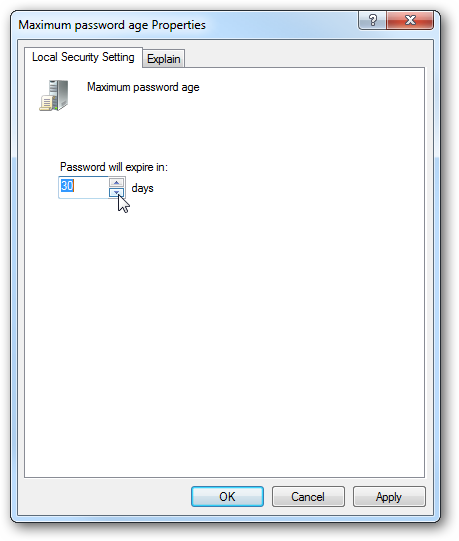 Maximum password age Properties
Local Security Setting
Explain
Maximum password age
Password will expire in:
30
days
OK
Cancel
Apply